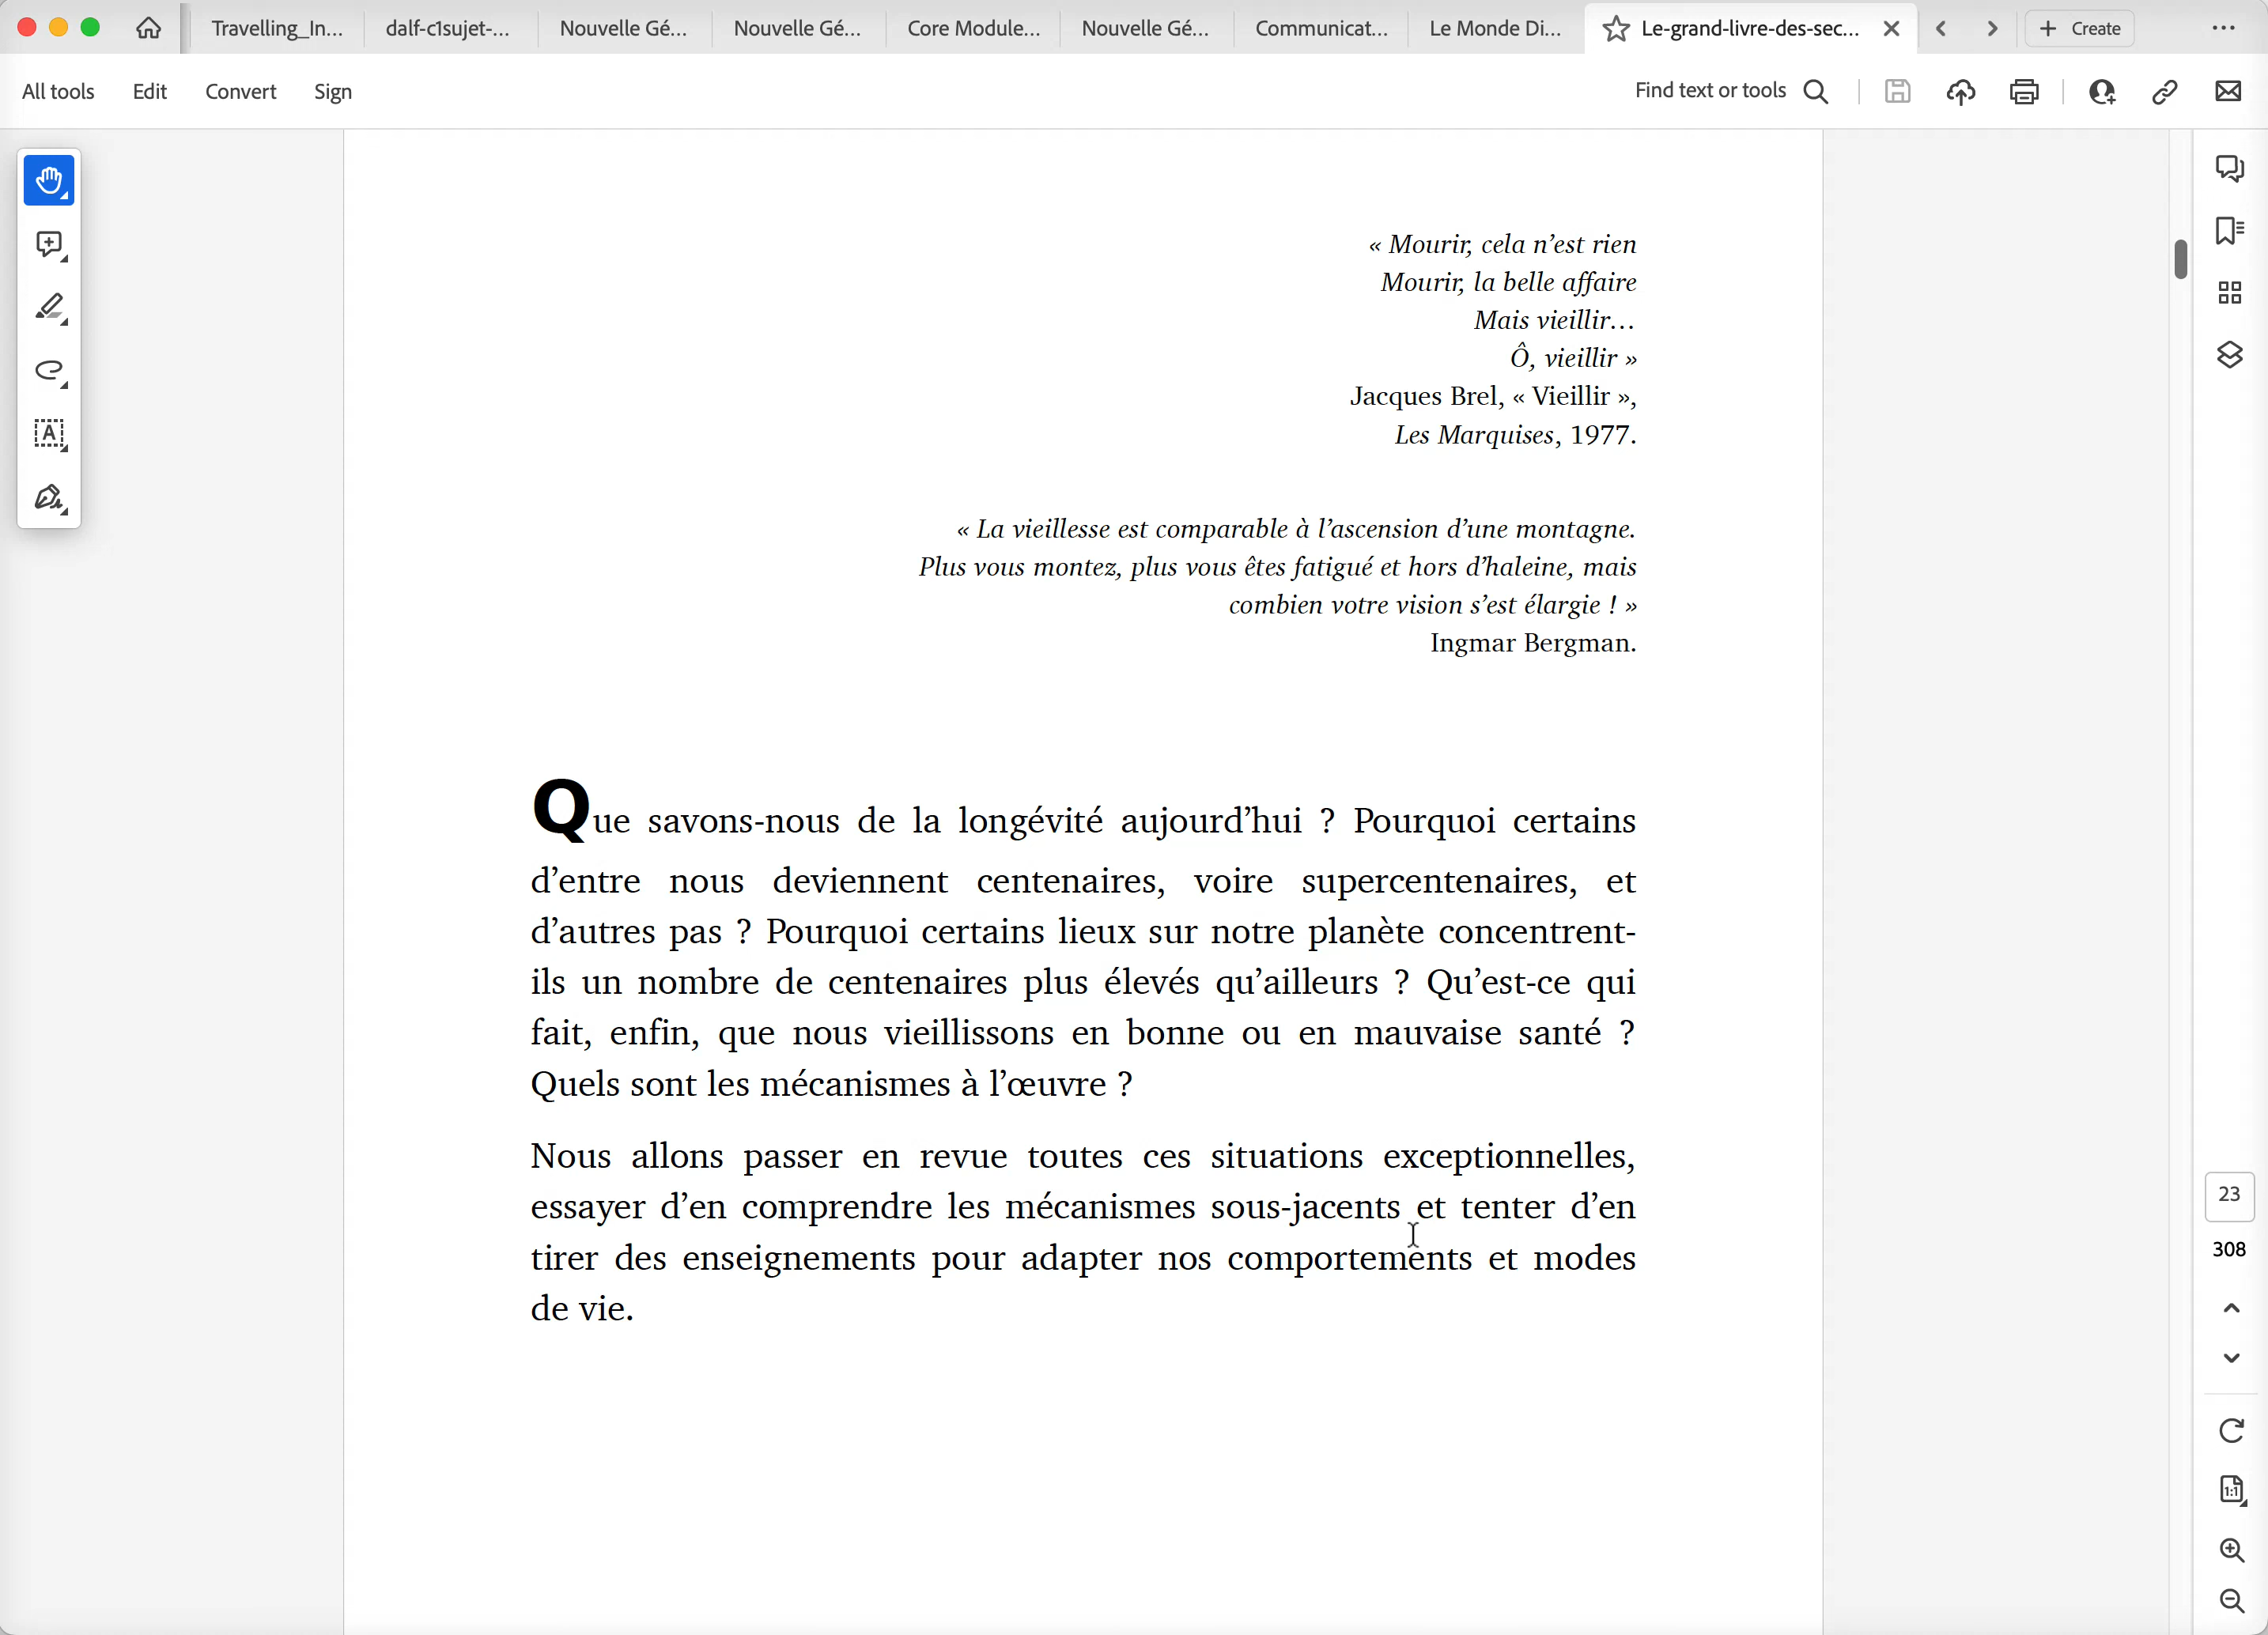 Travelling_In...
dalf-c1sujet-...
Nouvelle Gé...
Nouvelle Gé...
Core Module...
Nouvelle Gé...
Communicat...
Le Monde Di...
Le-grand-livre-des-sec...
Create
All tools
Edit
Convert
Sign
Find text or tools
« Mourir, cela n’est rien
Mourir, la belle affaire
Mais vieillir…
Ô, vieillir »
Jacques Brel, « Vieillir »,
Les Marquises, 1977.
« La vieillesse est comparable à l’ascension d’une montagne.
Plus vous montez, plus vous êtes fatigué et hors d’haleine, mais
combien votre vision s’est élargie ! »
Ingmar Bergman.
Que savons-nous de la longévité aujourd’hui ? Pourquoi certains
d’entre nous deviennent centenaires, voire supercentenaires, et
d’autres pas ? Pourquoi certains lieux sur notre planète concentrent-
ils un nombre de centenaires plus élevés qu’ailleurs ? Qu’est-ce qui
fait, enfin, que nous vieillissons en bonne ou en mauvaise santé ?
Quels sont les mécanismes à l’œuvre ?
Nous allons passer en revue toutes ces situations exceptionnelles,
essayer d’en comprendre les mécanismes sous-jacents et tenter d’en
tirer des enseignements pour adapter nos comportements et modes
de vie.
23
308
1:1